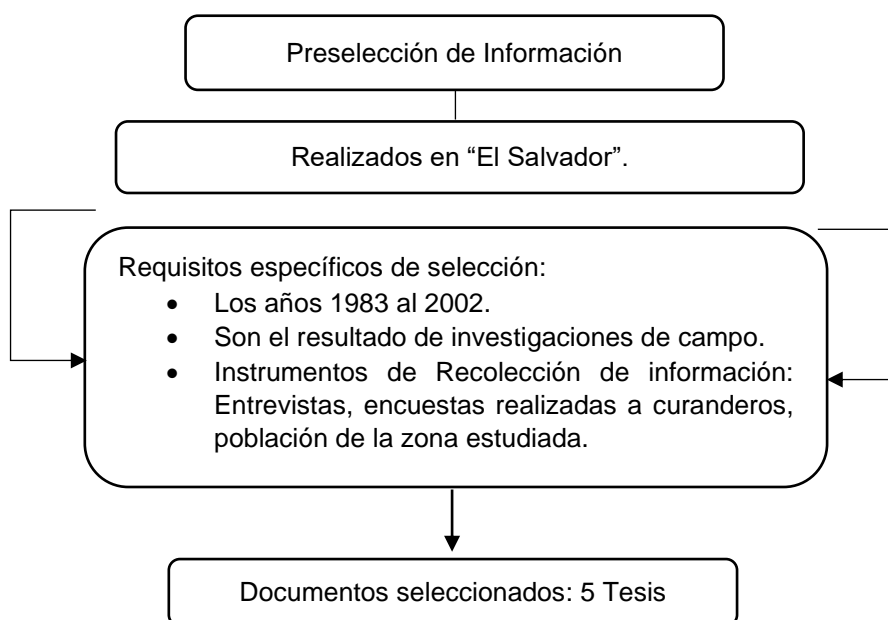 Preselección de Información
Realizados en “El Salvador”.
Requisitos específicos de selección:
• Los años 1983 al 2002.
• Son el resultado de investigaciones de campo.
• Instrumentos de Recolección de información:
Entrevistas, encuestas realizadas a curanderos,
población de la zona estudiada.
Documentos seleccionados: 5 Tesis